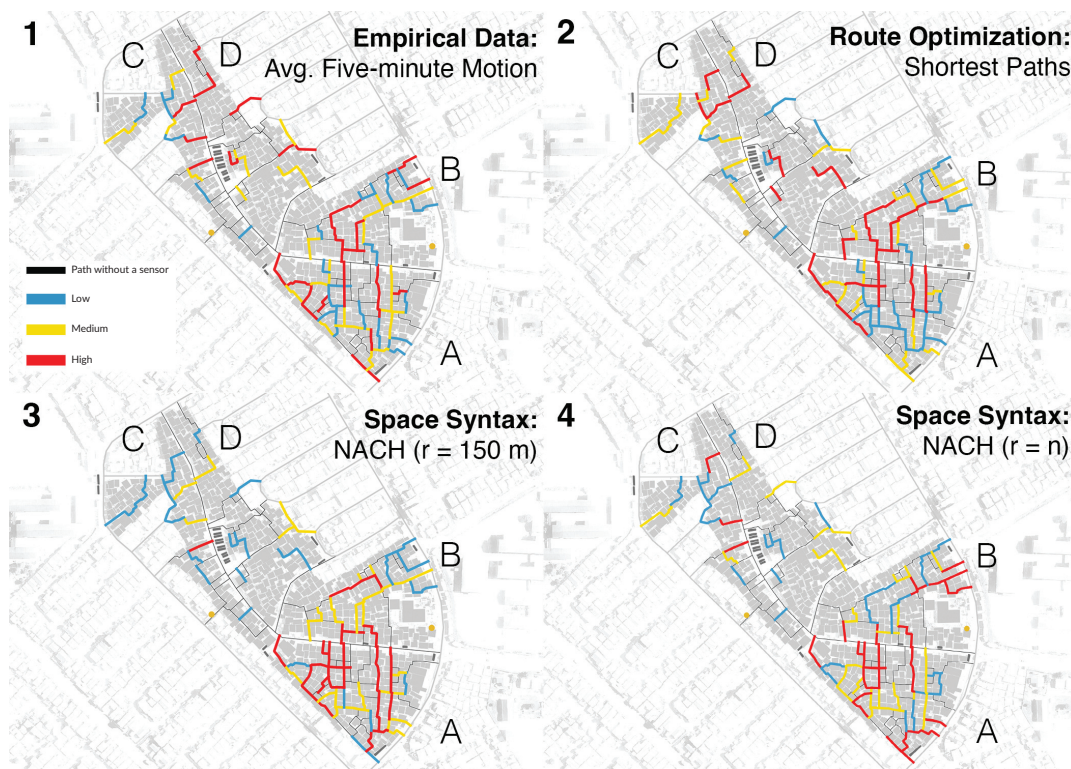 1
C
D
Empirical Data:
Avg. Five-minute Motion
B
Path without a sensor
Low
Medium
High
A
2
C
D
Route Optimization:
Shortest Paths
B
A
3
C
D
Space Syntax:
NACH (r = 150 m)
B
A
4
C
D
Space Syntax:
NACH (r = n)
B
A